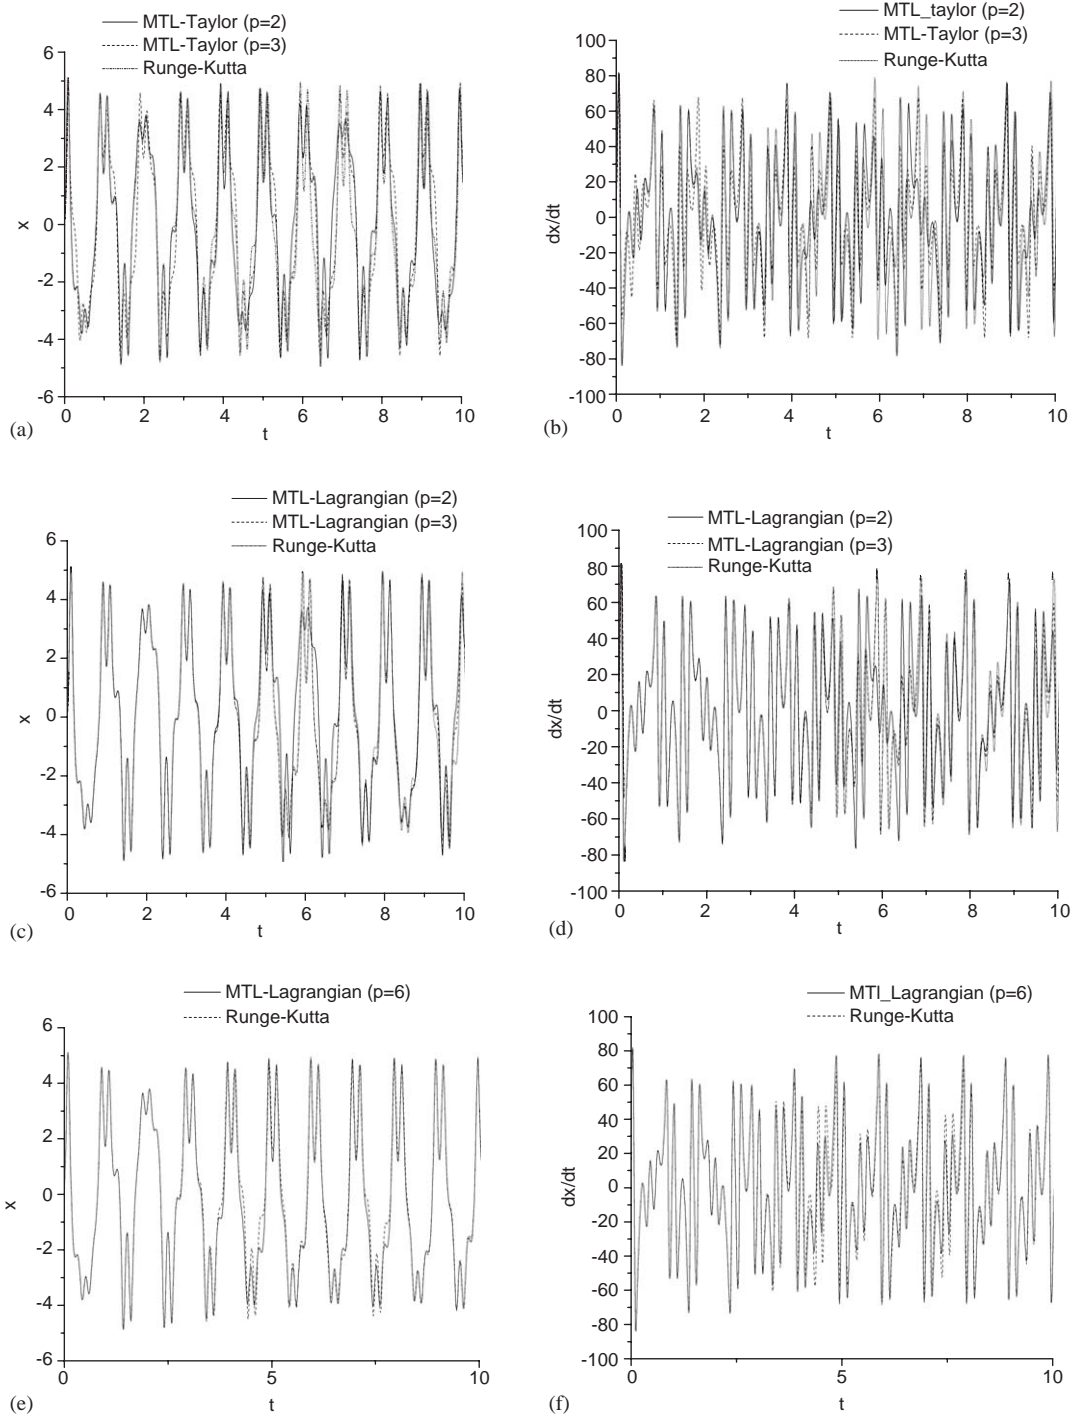 MTL-Taylor (p=2)
MTL-Taylor (p=3)
Runge-Kutta
6
4
2
0
-2
-4
-6
x
0
2
4
6
8
10
t
(a)
MTL_taylor (p=2)
MTL-Taylor (p=3)
Runge-Kutta
100
80
60
40
20
0
-20
-40
-60
-80
-100
dx/dt
0
2
4
6
8
10
t
(b)
MTL-Lagrangian (p=2)
MTL-Lagrangian (p=3)
Runge-Kutta
6
4
2
0
-2
-4
-6
x
0
2
4
6
8
10
t
(c)
MTL-Lagrangian (p=2)
MTL-Lagrangian (p=3)
Runge-Kutta
100
80
60
40
20
0
-20
-40
-60
-80
-100
dx/dt
0
2
4
6
8
10
t
(d)
MTL-Lagrangian (p=6)
Runge-Kutta
6
4
2
0
-2
-4
-6
x
0
5
10
t
(e)
MTl_Lagrangian (p=6)
Runge-Kutta
100
80
60
40
20
0
-20
-40
-60
-80
-100
dx/dt
0
5
10
t
(f)